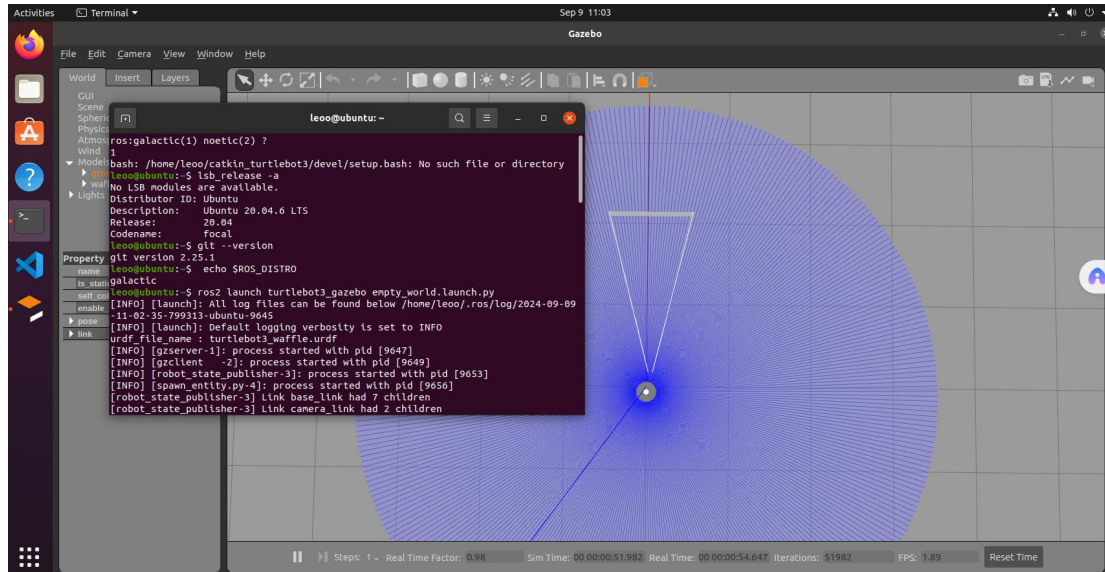 Activities
Terminal
Sep 9 11:03
Gazebo
File Edit Camera View Window Help
World Insert Layers
GUI
Scene
Physics
Wind
Models
Lights
Property
name
enable
pose
link
leoo@ubuntu: ~
ros:galactic(1) noetic(2) ?
1
bash: /home/leoo/catkin_turtlebot3/devel/setup.bash: No such file or directory
leoo@ubuntu:~$ lsb_release -a
No LSB modules are available.
Distributor ID: Ubuntu
Description: Ubuntu 20.04.6 LTS
Release: 20.04
Codename: focal
leoo@ubuntu:~$ git --version
git version 2.25.1
leoo@ubuntu:~$ echo $ROS_DISTRO
galactic
leoo@ubuntu:~$ ros2 launch turtlebot3_gazebo empty_world.launch.py
[INFO] [launch]: All log files can be found below /home/leoo/.ros/log/2024-09-09
-11-02-35-799313-ubuntu-9645
[INFO] [launch]: Default logging verbosity is set to INFO
urdf_file_name : turtlebot3_waffle.urdf
[INFO] [gzserver-1]: process started with pid [9647]
[INFO] [gzclient   -2]: process started with pid [9649]
[INFO] [robot_state_publisher-3]: process started with pid [9653]
[INFO] [spawn_entity.py-4]: process started with pid [9656]
[robot_state_publisher-3] Link base_link had 7 children
[robot_state_publisher-3] Link camera_link had 2 children
Steps: 1 Real Time Factor: 0.98 Sim Time: 00 00:00:51.982 Real Time: 00 00:00:54.647 Iterations: 51982 FPS: 1.89 Reset Time